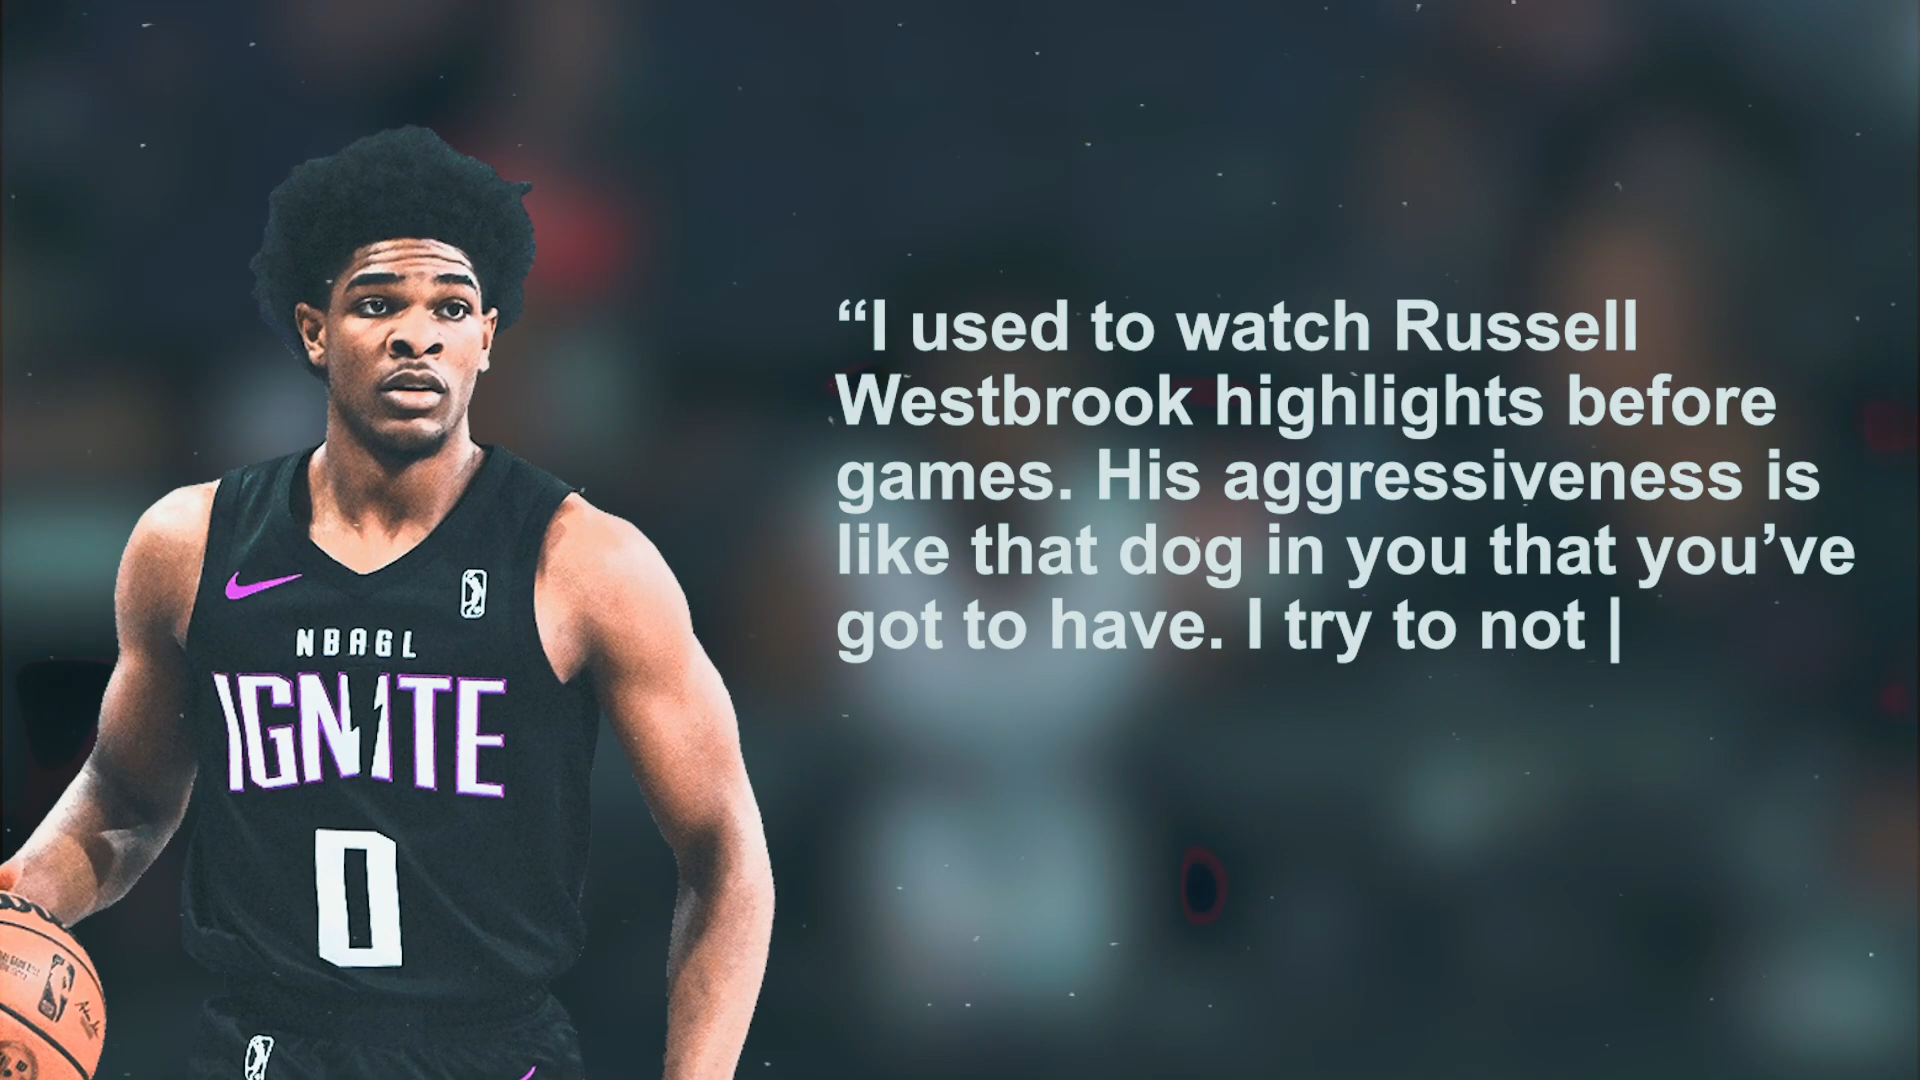 “I used to watch Russell
Westbrook highlights before
games. His aggressiveness is
like that dog in you that you’ve
got to have. I try to not |
NBAGL
IGNITE
0